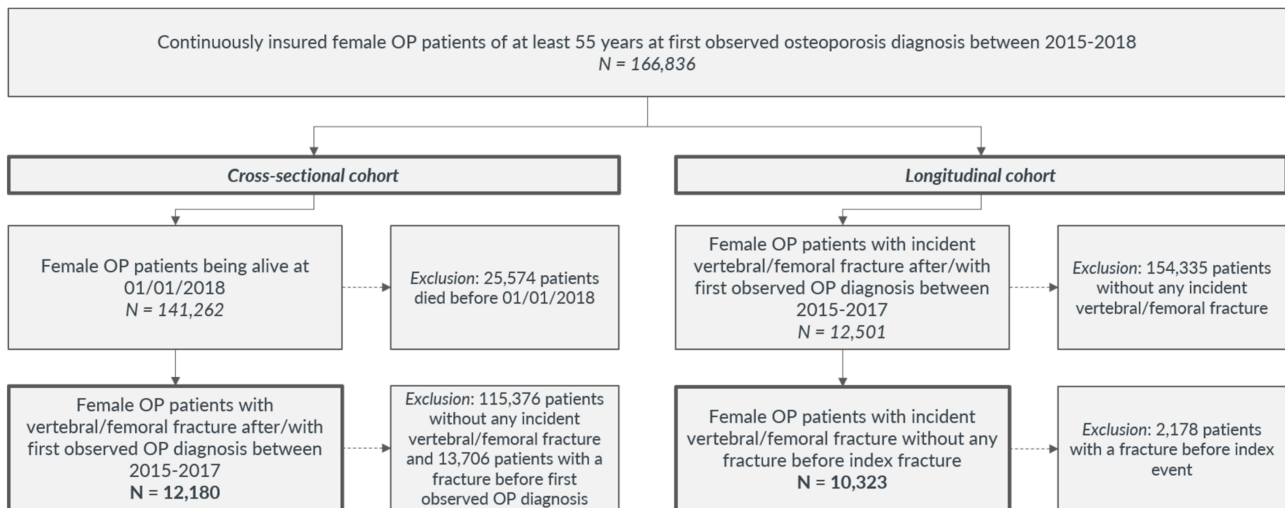 Continuously insured female OP patients of at least 55 years at first observed osteoporosis diagnosis between 2015-2018
N = 166,836
Cross-sectional cohort
Longitudinal cohort
Female OP patients being alive at
01/01/2018
N = 141,262
Exclusion: 25,574 patients
died before 01/01/2018
Female OP patients with incident
vertebral/femoral fracture after/with
first observed OP diagnosis between
2015-2017
N = 12,501
Exclusion: 154,335 patients
without any incident
vertebral/femoral fracture
Female OP patients with
vertebral/femoral fracture after/with
first observed OP diagnosis between
2015-2017
N = 12,180
Exclusion: 115,376 patients
without any incident
vertebral/femoral fracture
and 13,706 patients with a
fracture before first
observed OP diagnosis
Female OP patients with incident
vertebral/femoral fracture without any
fracture before index fracture
N = 10,323
Exclusion: 2,178 patients
with a fracture before index
event